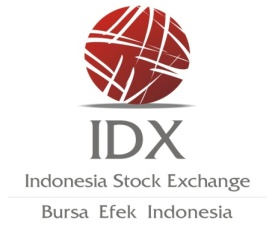 IDX
Indonesia Stock Exchange
Bursa Efek Indonesia